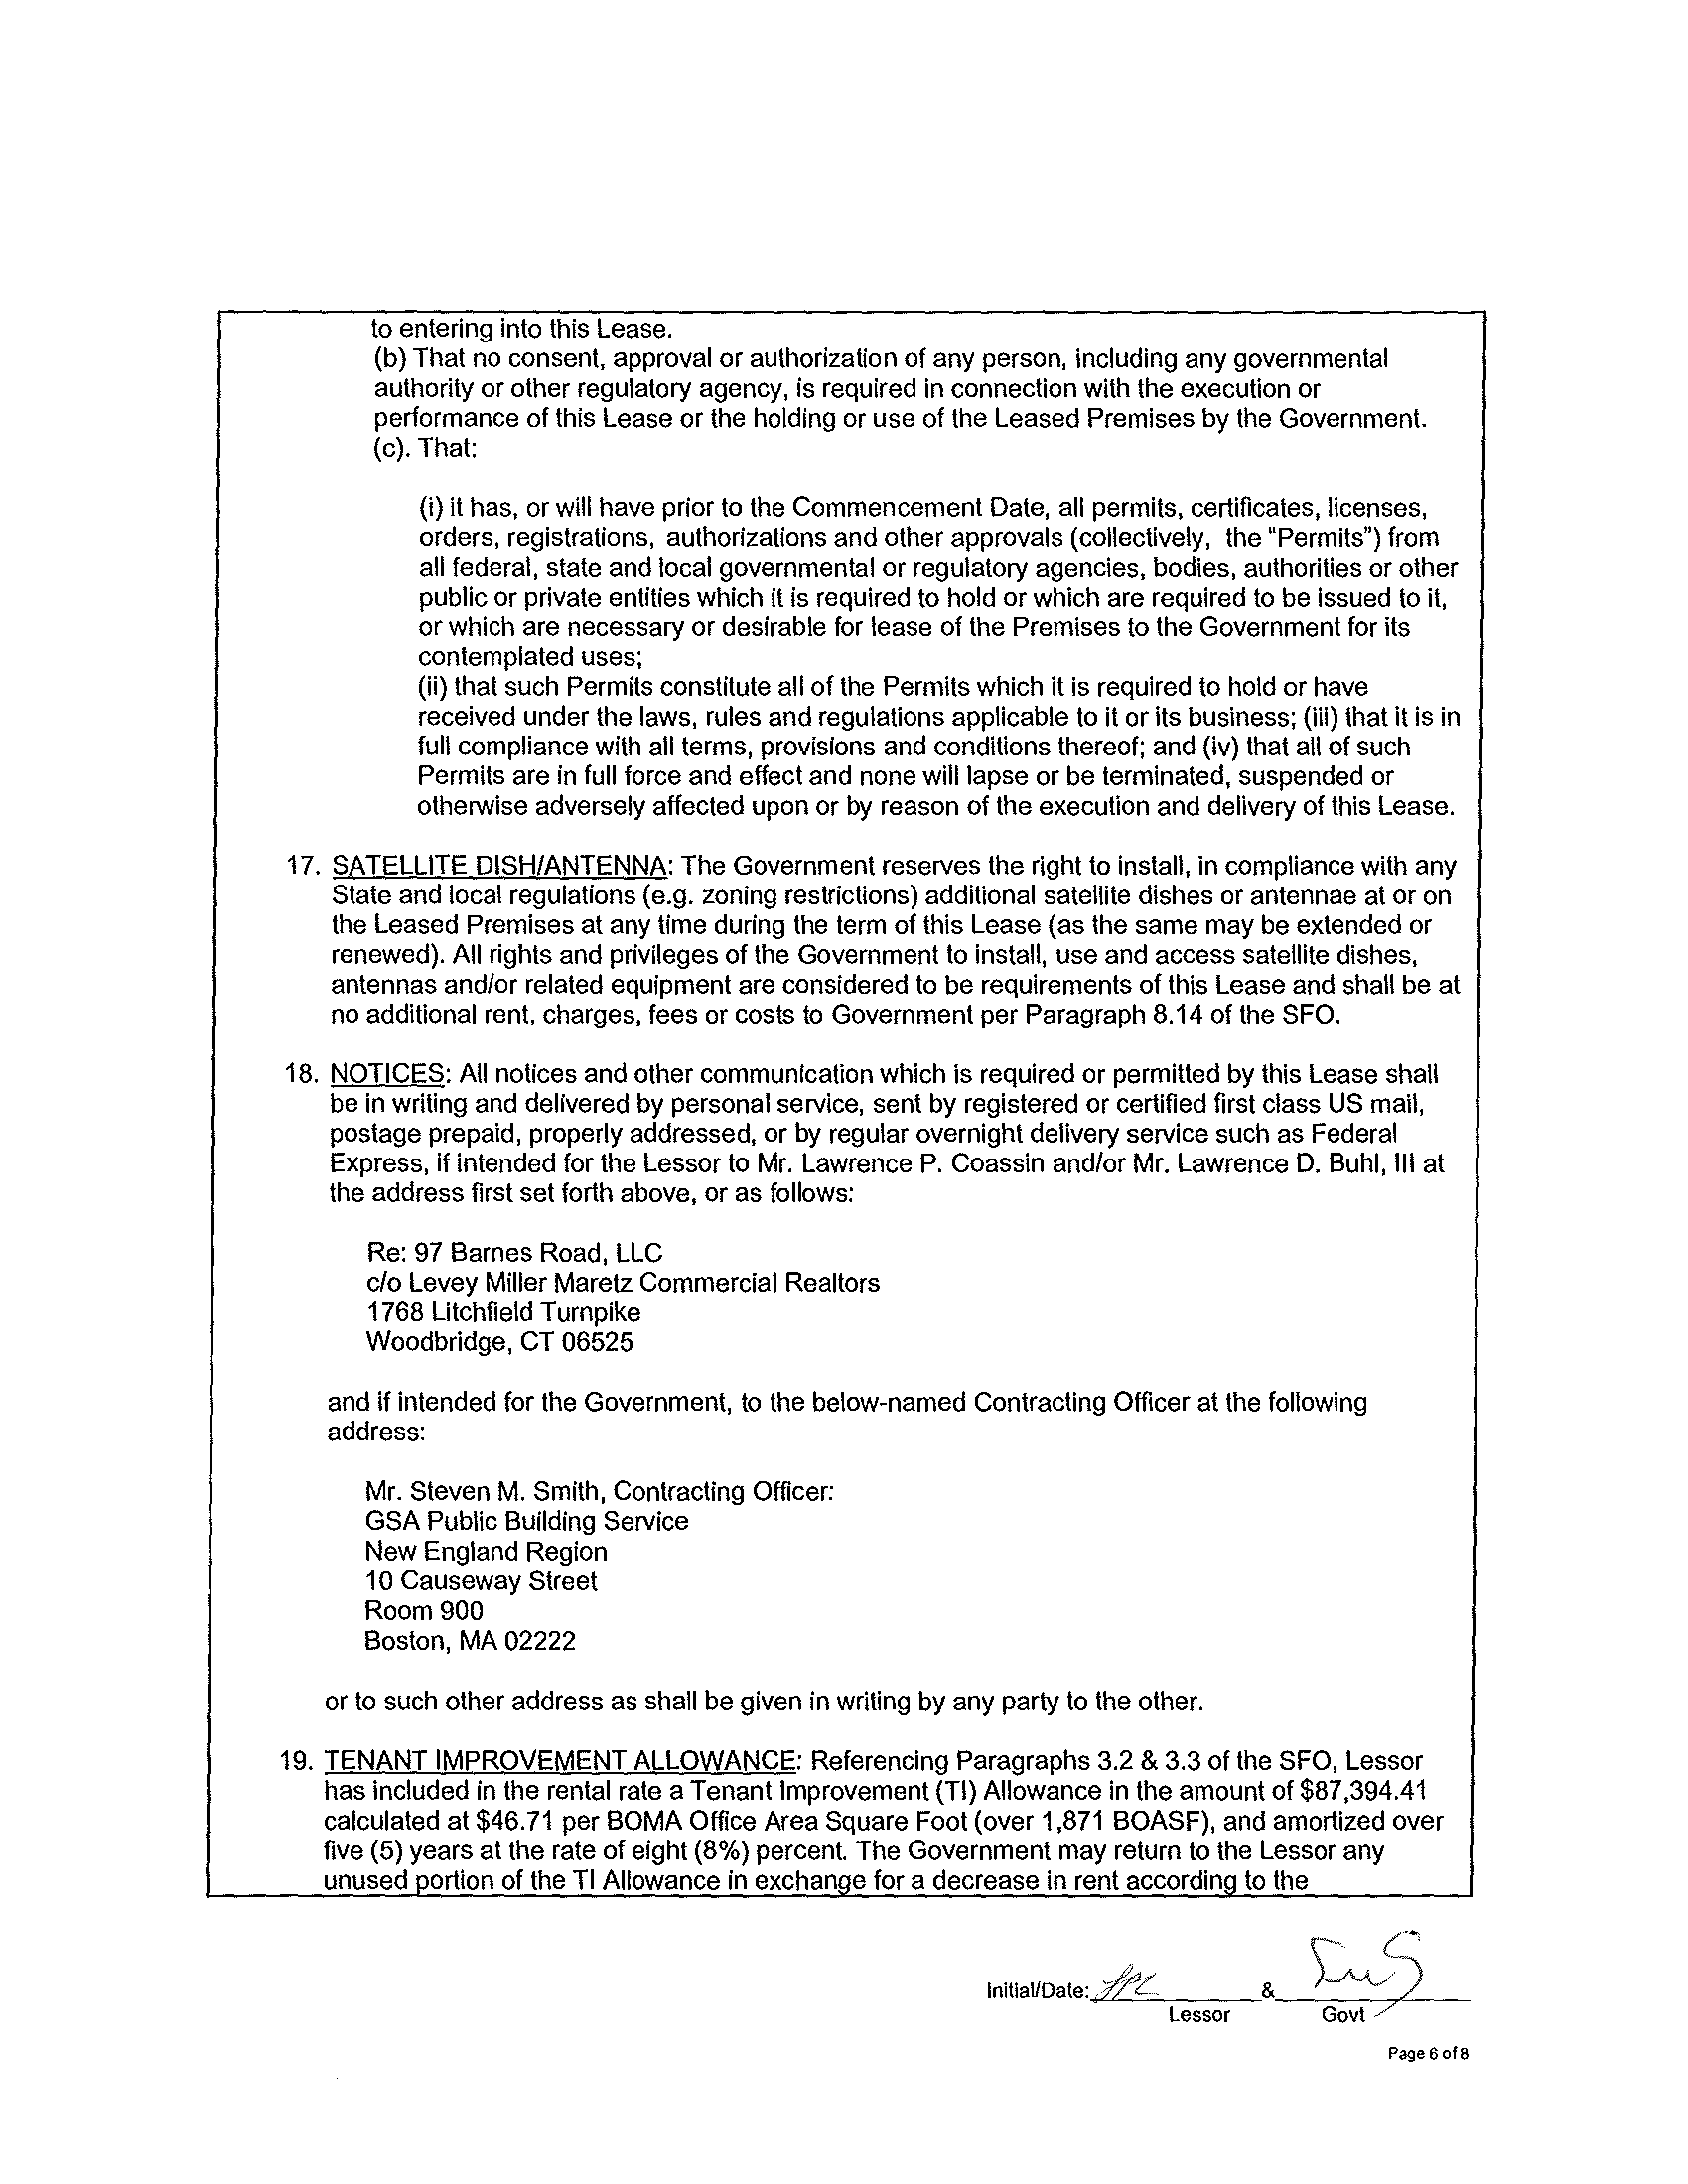 to entering into this Lease.
(b) That no consent, approval or authorization of any person, including any governmental
authority or other regulatory agency, is required in connection with the execution or
performance of this Lease or the holding or use of the Leased Premises by the Government.
(c). That:
(i) it has, or will have prior to the Commencement Date, all permits, certificates, licenses,
orders, registrations, authorizations and other approvals (collectively, the "Permits") from
all federal, state and local governmental or regulatory agencies, bodies, authorities or other
public or private entities which it is required to hold or which are required to be issued to it,
or which are necessary or desirable for lease of the Premises to the Government for its
contemplated uses;
(ii) that such Permits constitute all of the Permits which it is required to hold or have
received under the laws, rules and regulations applicable to it or its business; (iii) that it is in
full compliance with all terms, provisions and conditions thereof; and (iv) that all of such
Permits are in full force and effect and none will lapse or be terminated, suspended or
otherwise adversely affected upon or by reason of the execution and delivery of this Lease.
17. SATELLITE DISH/ANTENNA: The Government reserves the right to install, in compliance with any
State and local regulations (e.g. zoning restrictions) additional satellite dishes or antennae at or on
the Leased Premises at any time during the term of this Lease (as the same may be extended or
renewed). All rights and privileges of the Government to install, use and access satellite dishes,
antennas and/or related equipment are considered to be requirements of this Lease and shall be at
no additional rent, charges, fees or costs to Government per Paragraph 8.14 of the SFO.
18. NOTICES: All notices and other communication which is required or permitted by this Lease shall
be in writing and delivered by personal service, sent by registered or certified first class US mail,
postage prepaid, properly addressed, or by regular overnight delivery service such as Federal
Express, if intended for the Lessor to Mr. Lawrence P. Coassin and/or Mr. Lawrence D. Buhl, III at
the address first set forth above, or as follows:
Re: 97 Barnes Road, LLC
c/o Levey Miller Maretz Commercial Realtors
1768 Litchfield Turnpike
Woodbridge, CT 06525
and if intended for the Government, to the below-named Contracting Officer at the following
address:
Mr. Steven M. Smith, Contracting Officer:
GSA Public Building Service
New England Region
10 Causeway Street
Room 900
Boston, MA 02222
or to such other address as shall be given in writing by any party to the other.
19. TENANT IMPROVEMENT ALLOWANCE: Referencing Paragraphs 3.2 & 3.3 of the SFO, Lessor
has included in the rental rate a Tenant Improvement (TI) Allowance in the amount of $87,394.41
calculated at $46.71 per BOMA Office Area Square Foot (over 1,871 BOASF), and amortized over
five (5) years at the rate of eight (8%) percent. The Government may return to the Lessor any
unused portion of the TI Allowance in exchange for a decrease in rent according to the
Initial/Date: &
Lessor Govt
Page 6 of 8